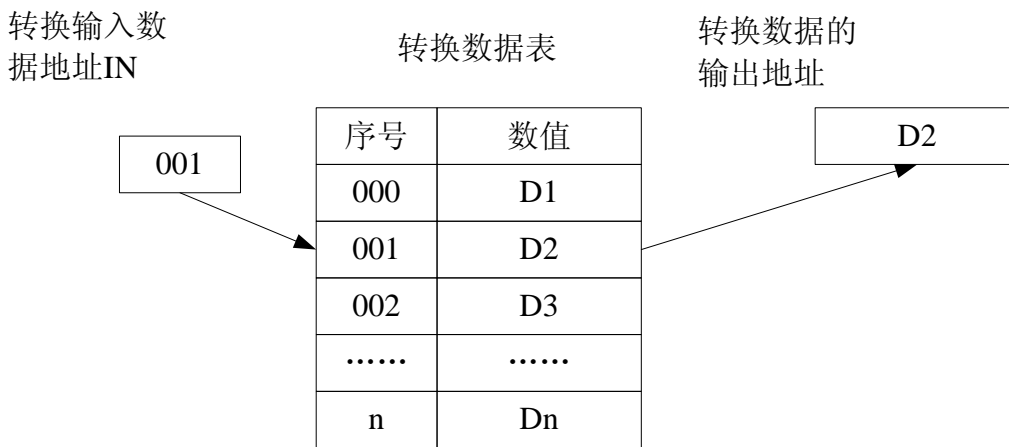 转换输入数
据地址IN
转换数据表
转换数据的
输出地址
001
序号 数值
000 D1
001 D2
002 D3
...... ......
n Dn
D2